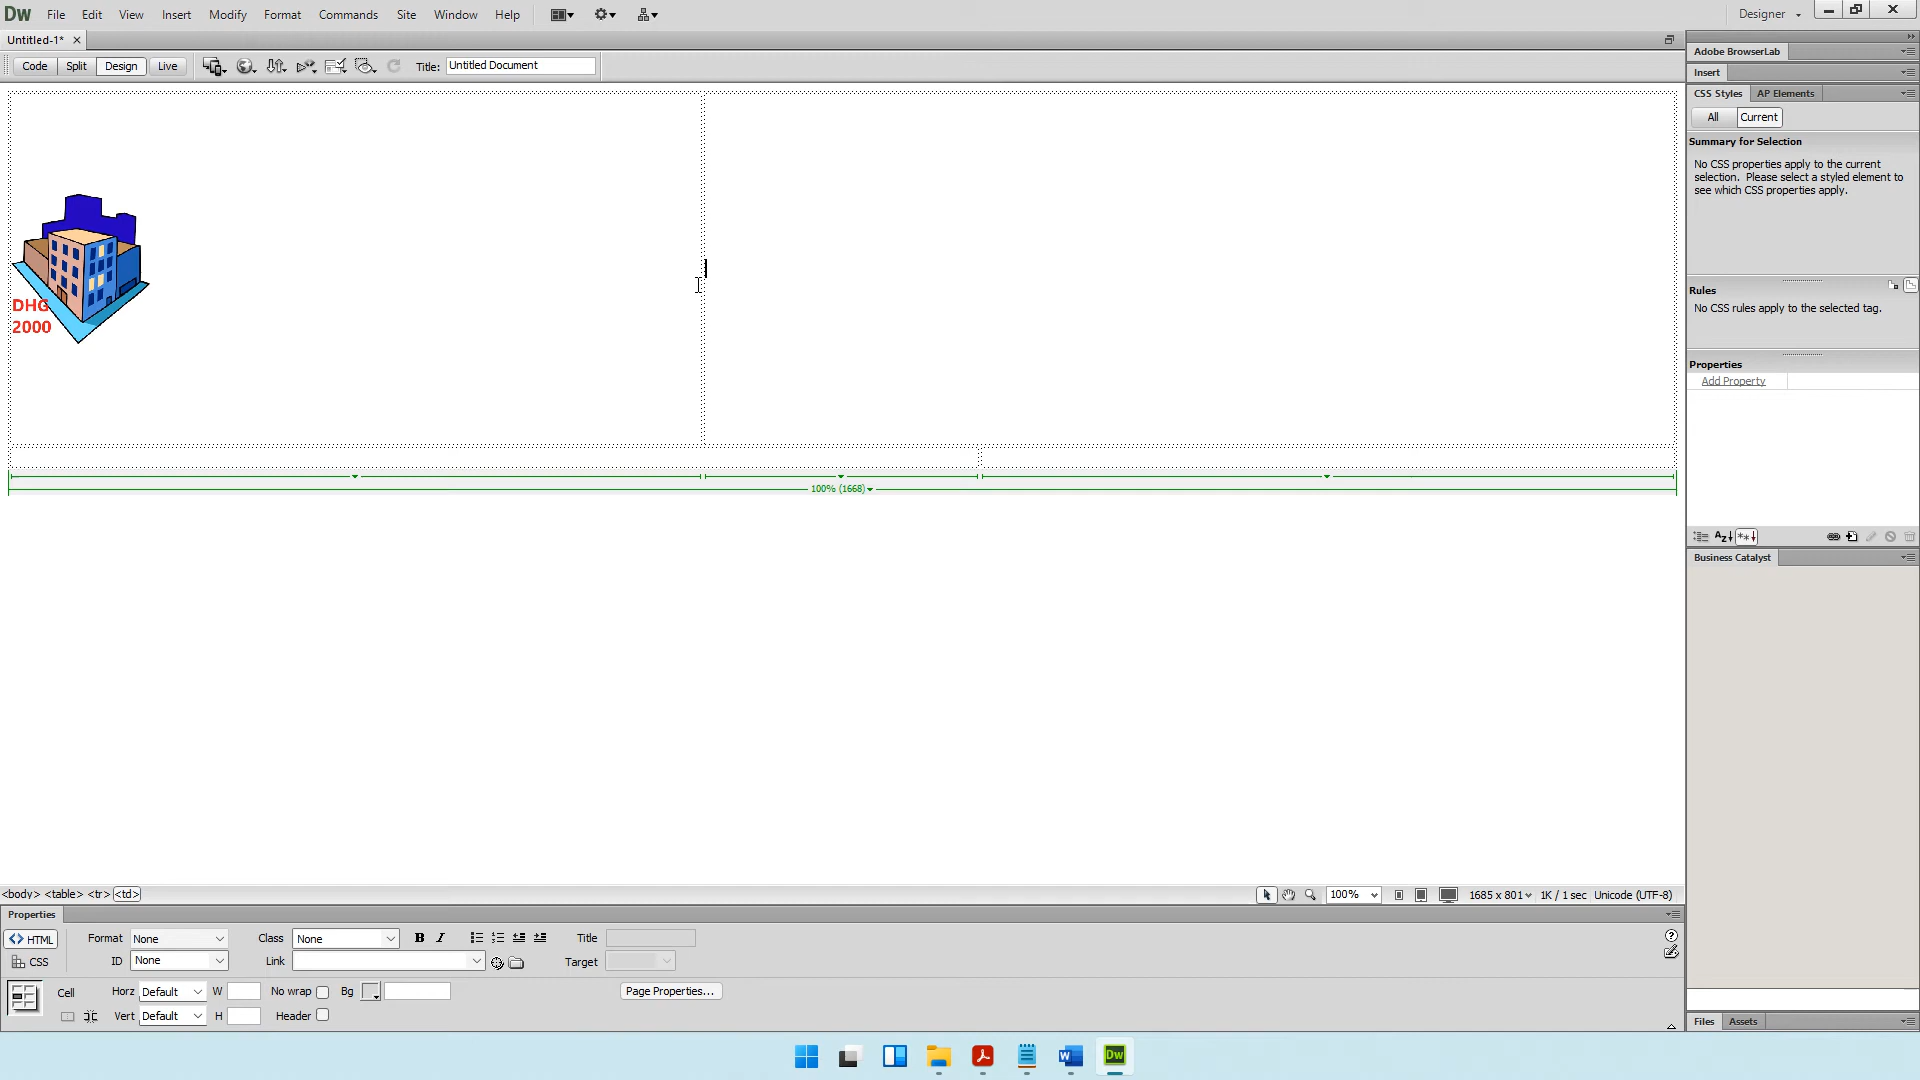 Dw File Edit View Insert Modify Format Commands Site Window Help Designer
Untitled-1*
Code Split Design Live Title: Untitled Document
Adobe BrowserLab
Insert
CSS Styles AP Elements
All Current
Summary for Selection
No CSS properties apply to the current
selection. Please select a styled element to
see which CSS properties apply.
Rules
No CSS rules apply to the selected tag.
Properties
Add Property
DHG
2000
100% (1668)
Business Catalyst
<body> <table> <tr> <td> 100% 1685 x 801 1K / 1 sec Unicode (UTF-8)
Properties
HTML Format None Class None B I Title
CSS ID None Link Target
Cell Horz Default W No wrap Bg Page Properties...
Vert Default H Header
Files Assets